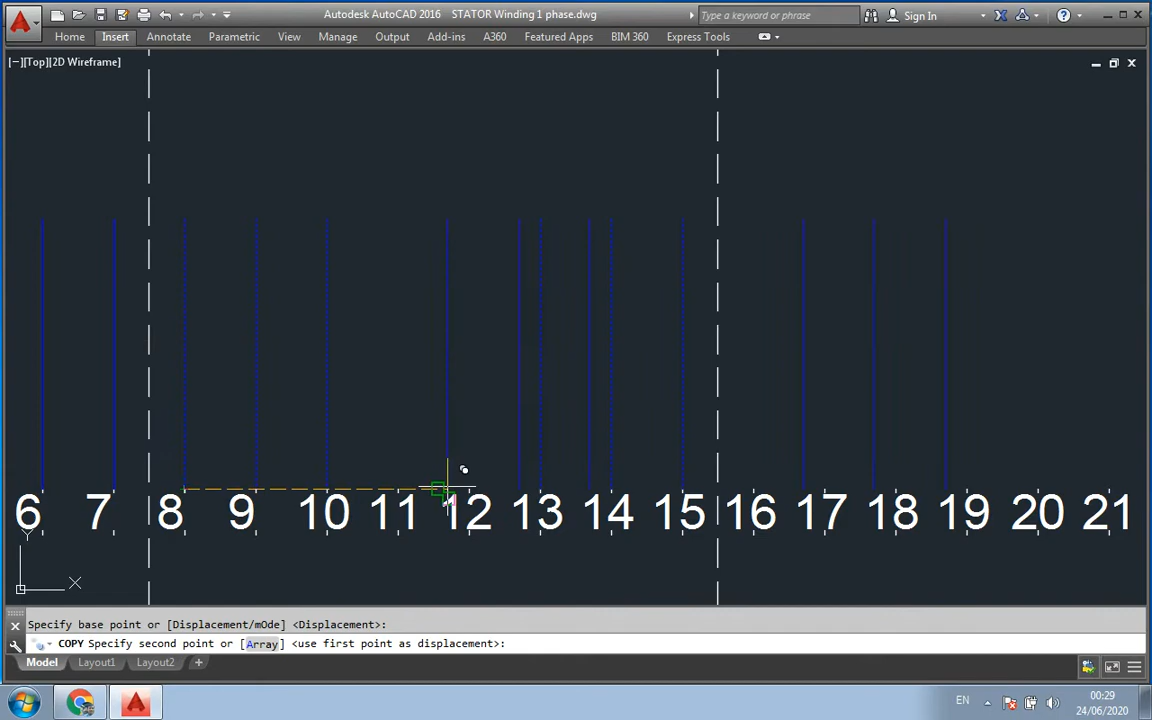 Autodesk AutoCAD 2016 STATOR Winding 1 phase.dwg
Type a keyword or phrase
Sign In
Home Insert Annotate Parametric View Manage Output Add-ins A360 Featured Apps BIM 360 Express Tools
[−][Top][2D Wireframe]
6 7 8 9 10 11 12 13 14 15 16 17 18 19 20 21
Y
X
Specify base point or [Displacement/mOde] <Displacement>:
COPY Specify second point or [Array] <use first point as displacement>:
Model Layout1 Layout2 +
EN
00:29
24/06/2020